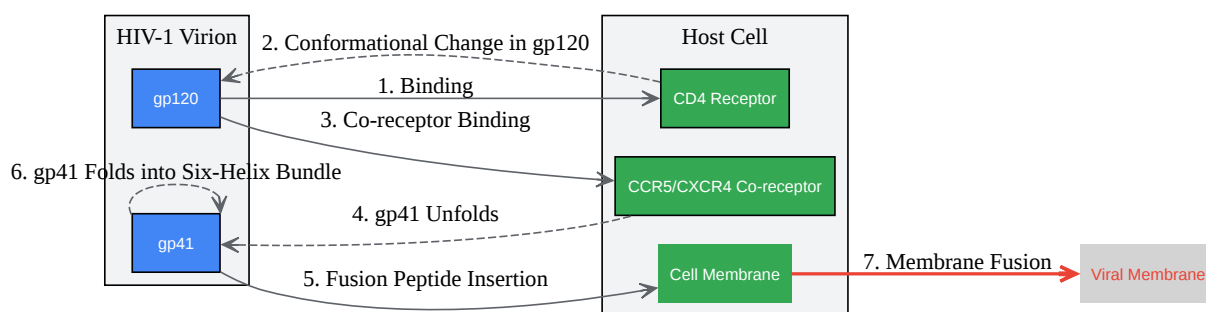 HIV-1 Virion
Host Cell
2. Conformational Change in gp120
gp120
1. Binding
CD4 Receptor
3. Co-receptor Binding
6. gp41 Folds into Six-Helix Bundle
CCR5/CXCR4 Co-receptor
4. gp41 Unfolds
gp41
5. Fusion Peptide Insertion
Cell Membrane
7. Membrane Fusion
Viral Membrane